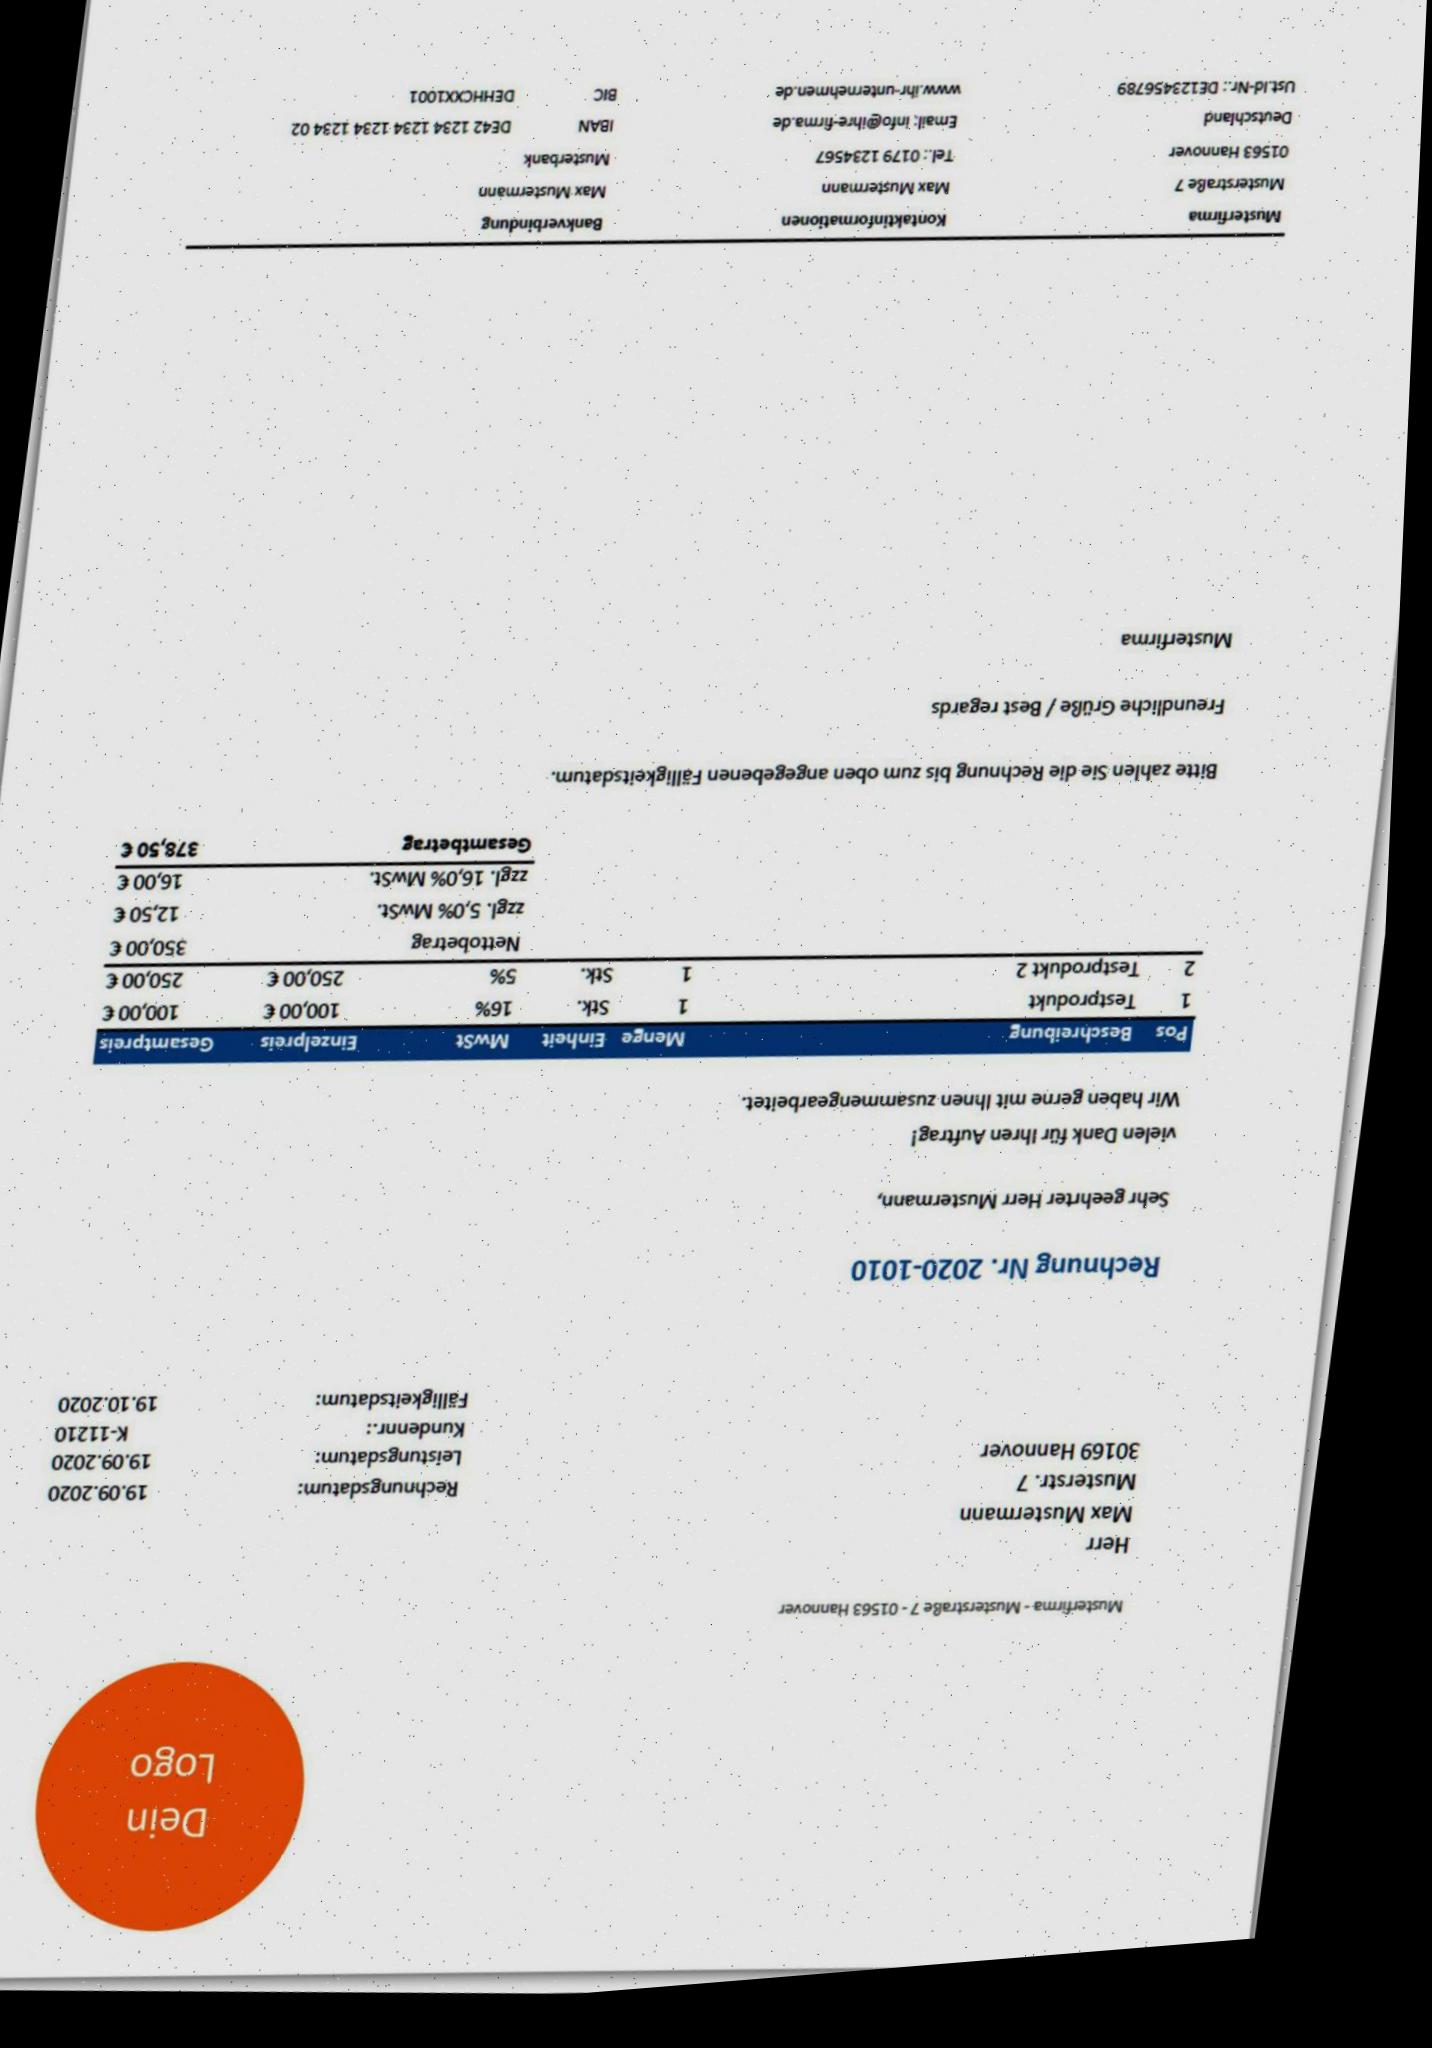 Dein
Logo
Musterfirma - Musterstraße 7 - 01563 Hannover
Herr
Max Mustermann
Musterstr. 7
30169 Hannover
Rechnungsdatum: 19.09.2020
Leistungsdatum: 19.09.2020
Kundennr.: K-11210
Fälligkeitsdatum: 19.10.2020
Rechnung Nr. 2020-1010
Sehr geehrter Herr Mustermann,
vielen Dank für Ihren Auftrag!
Wir haben gerne mit Ihnen zusammengearbeitet.
Pos Beschreibung Menge Einheit MwSt Einzelpreis Gesamtpreis
1 Testprodukt 1 Stk. 16% 100,00 € 100,00 €
2 Testprodukt 2 1 Stk. 5% 250,00 € 250,00 €
Nettobetrag 350,00 €
zzgl. 5,0% MwSt. 12,50 €
zzgl. 16,0% MwSt. 16,00 €
Gesamtbetrag 378,50 €
Bitte zahlen Sie die Rechnung bis zum oben angegebenen Fälligkeitsdatum.
Freundliche Grüße / Best regards
Musterfirma
Musterfirma Kontaktinformationen Bankverbindung
Musterstraße 7 Max Mustermann Max Mustermann
01563 Hannover Tel.: 0179 1234567 Musterbank
Deutschland Email: info@ihre-firma.de IBAN DE42 1234 1234 1234 1234 02
Ust.Id-Nr.: DE123456789 www.ihr-unternehmen.de BIC DEHHCXX1001